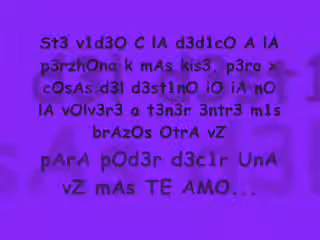 St3 v1d3O C lA d3d1cO A lA
p3rzhOna k mAs kis3, p3ro x
cOsAs d3l d3st1nO iO iA nO
lA vOlv3r3 a t3n3r 3ntr3 m1s
brAzOs OtrA vZ
pArA pOd3r d3c1r UnA
vZ mAs TE AMO...